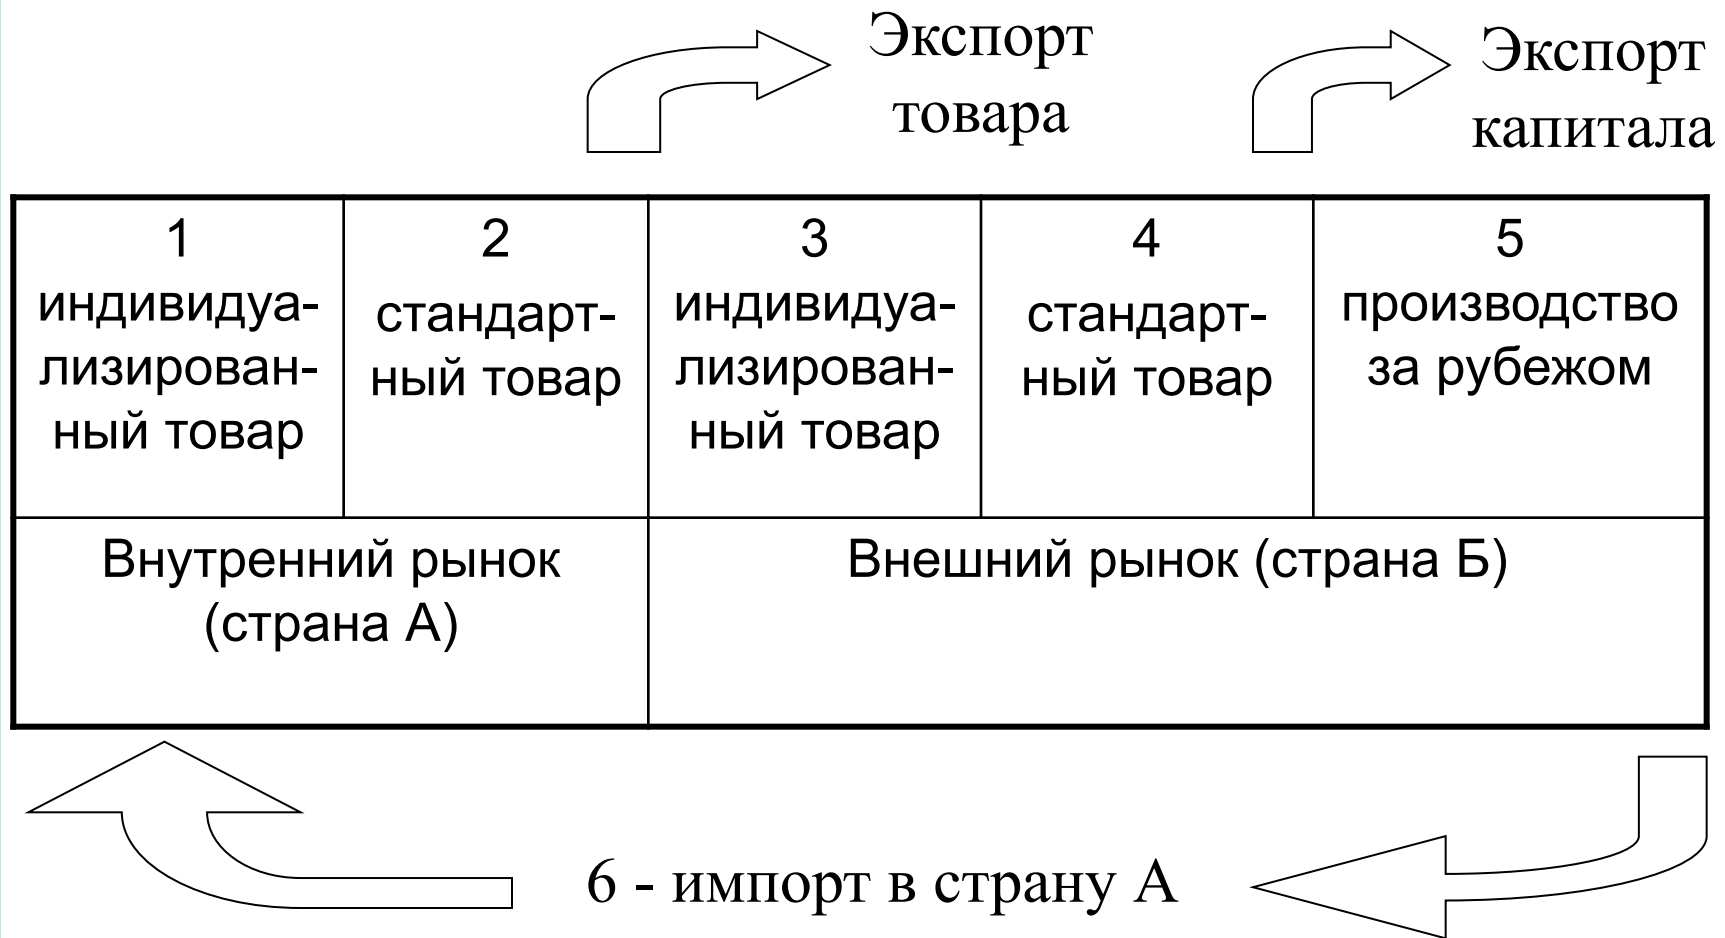 Экспорт
товара
Экспорт
капитала
1
индивидуа-
лизирован-
ный товар
2
стандарт-
ный товар
3
индивидуа-
лизирован-
ный товар
4
стандарт-
ный товар
5
производство
за рубежом
Внутренний рынок
(страна А)
Внешний рынок (страна Б)
6 - импорт в страну А